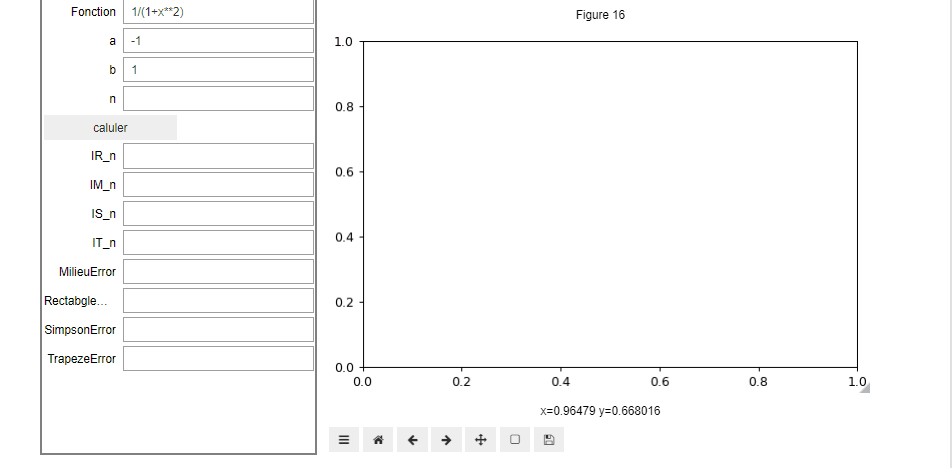 Fonction 1/(1+x**2)
a -1
b 1
n
caluler
IR_n
IM_n
IS_n
IT_n
MilieuError
Rectabgle…
SimpsonError
TrapezeError
Figure 16
1.0
0.8
0.6
0.4
0.2
0.0
0.0 0.2 0.4 0.6 0.8 1.0
x=0.96479 y=0.668016